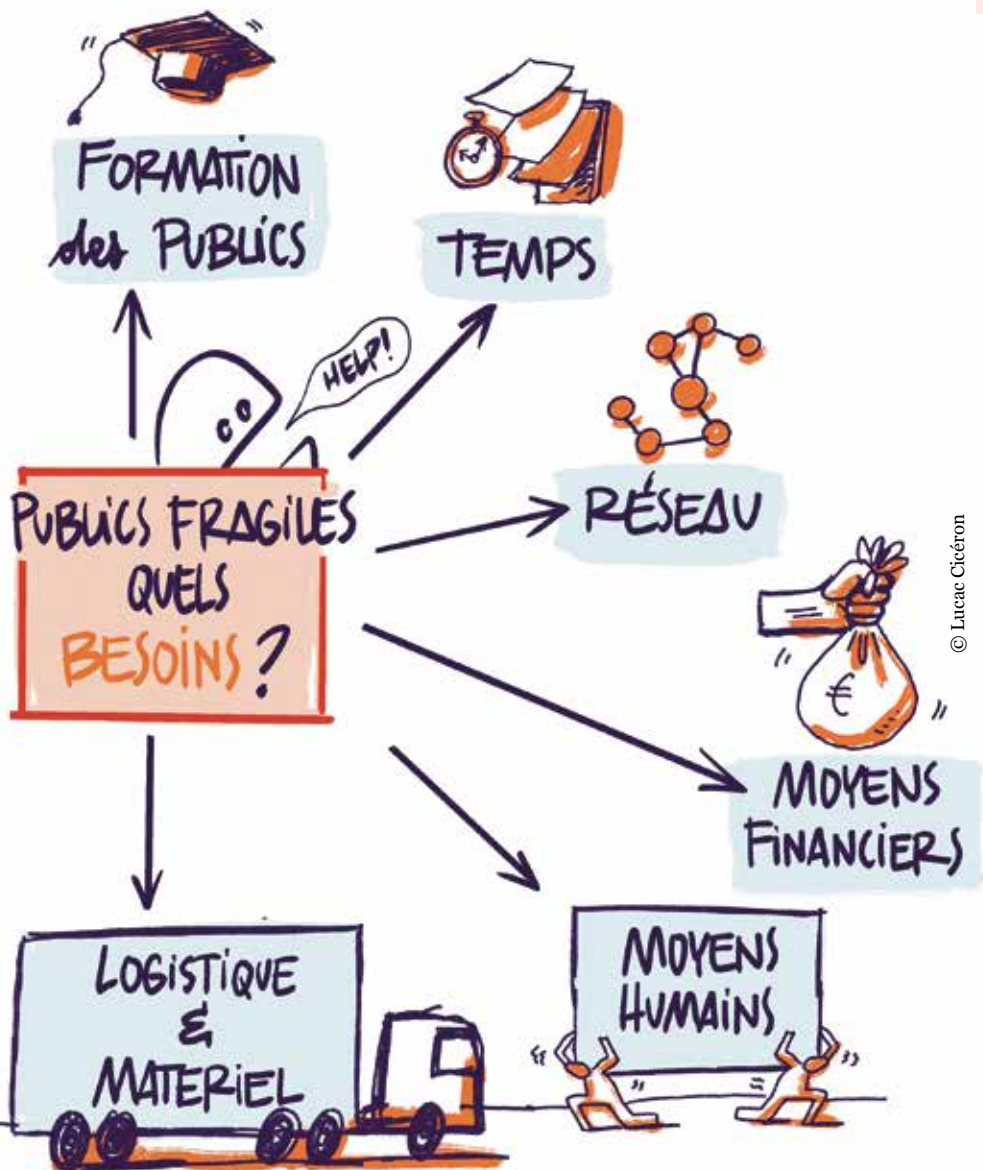 FORMATION
des PUBLICS
TEMPS
HELP!
RÉSEAU
PUBLICS FRAGILES
QUELS
BESOINS ?
€
MOYENS
FINANCIERS
LOGISTIQUE
&
MATERIEL
MOYENS
HUMAINS
© Lucac Cicéron